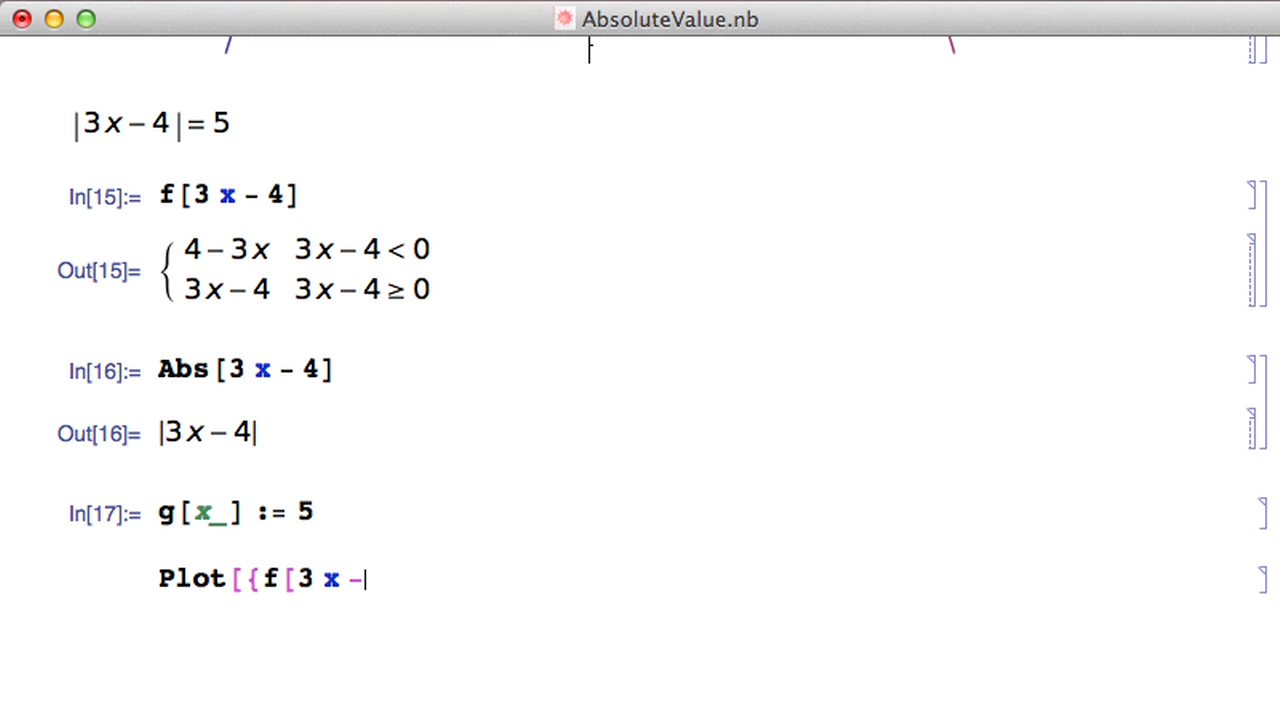 AbsoluteValue.nb
|3x−4|=5
In[15]:= f[3 x - 4]
Out[15]= { 4−3x 3x−4<0
3x−4 3x−4≥0
In[16]:= Abs[3 x - 4]
Out[16]= |3x−4|
In[17]:= g[x_] := 5
Plot[{f[3 x -